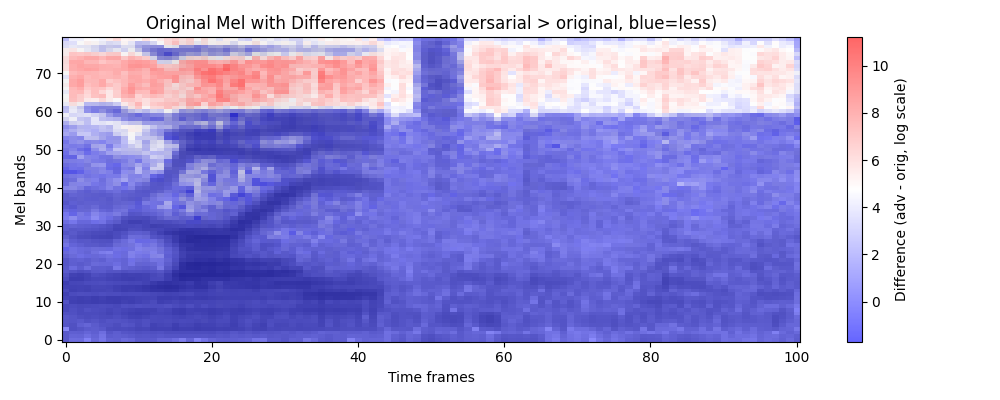 Original Mel with Differences (red=adversarial > original, blue=less)
Mel bands
70
60
50
40
30
20
10
0
0 20 40 60 80 100
Time frames
10
8
6
4
2
0
Difference (adv - orig, log scale)